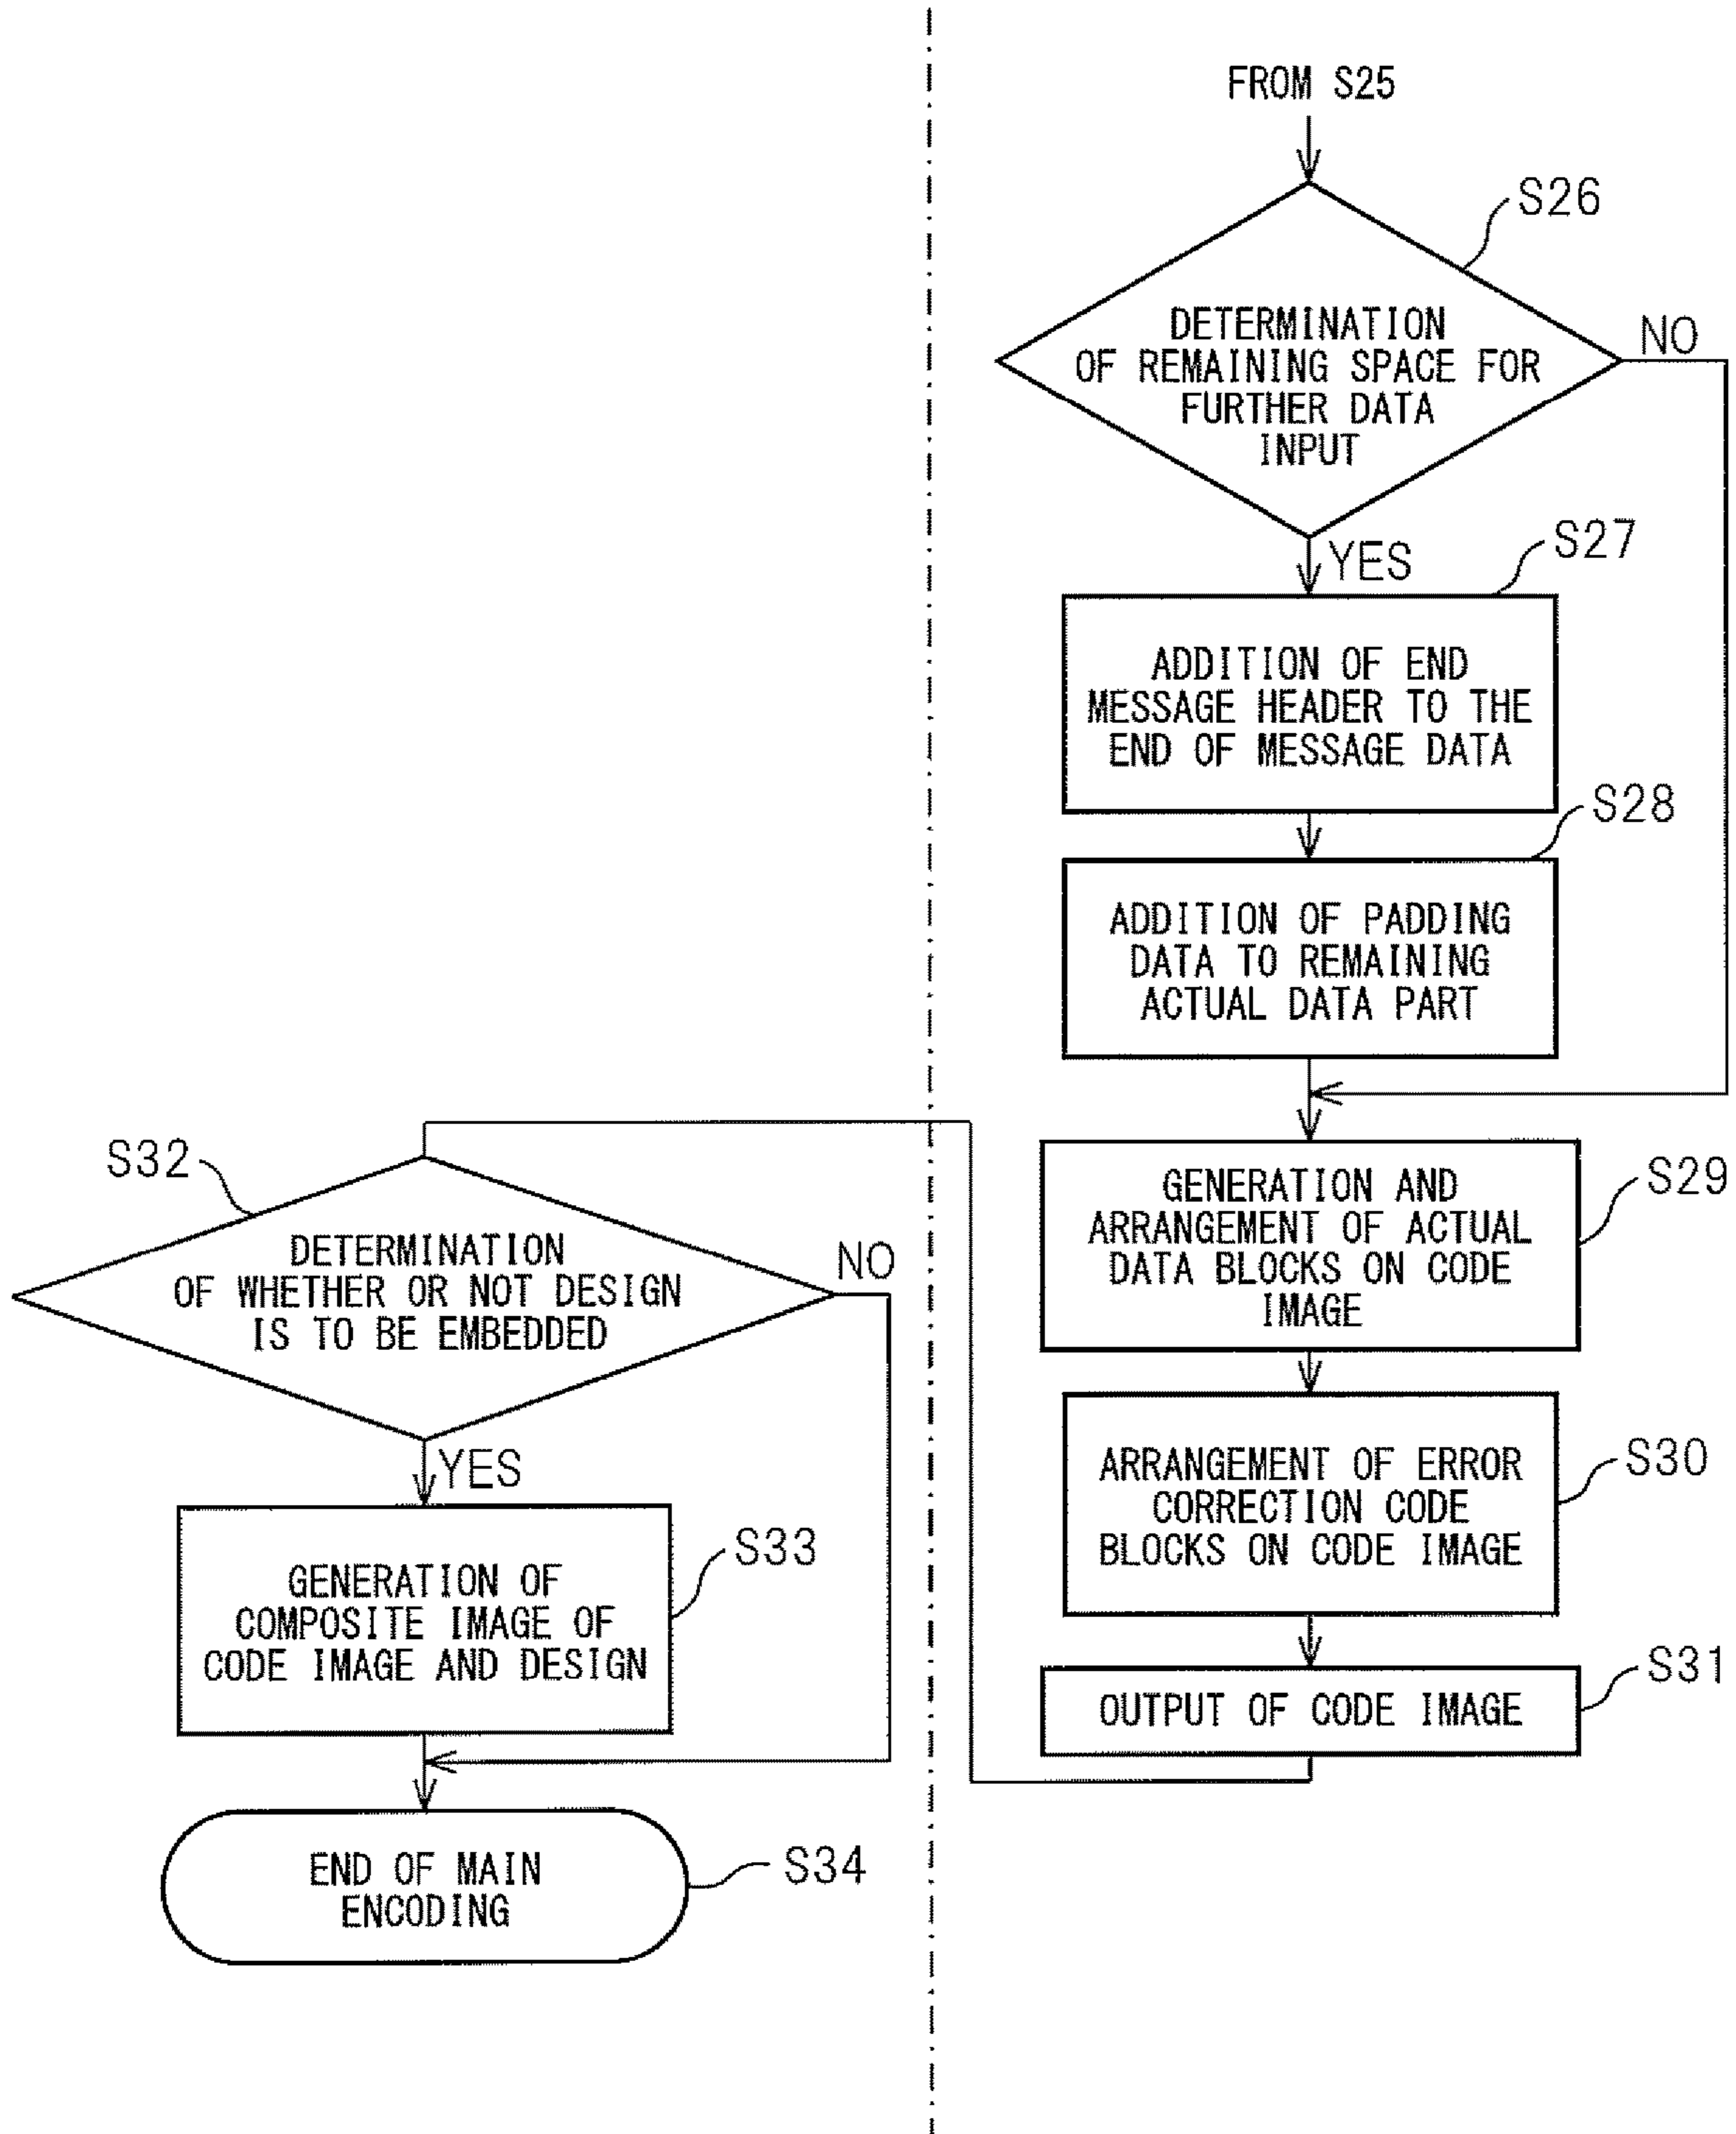 FROM S25
S26
DETERMINATION
OF REMAINING SPACE FOR
FURTHER DATA
INPUT
NO
YES
S27
ADDITION OF END
MESSAGE HEADER TO THE
END OF MESSAGE DATA
S28
ADDITION OF PADDING
DATA TO REMAINING
ACTUAL DATA PART
S29
GENERATION AND
ARRANGEMENT OF ACTUAL
DATA BLOCKS ON CODE
IMAGE
S30
ARRANGEMENT OF ERROR
CORRECTION CODE
BLOCKS ON CODE IMAGE
S31
OUTPUT OF CODE IMAGE
S32
DETERMINATION
OF WHETHER OR NOT DESIGN
IS TO BE EMBEDDED
NO
YES
S33
GENERATION OF
COMPOSITE IMAGE OF
CODE IMAGE AND DESIGN
END OF MAIN
ENCODING
S34